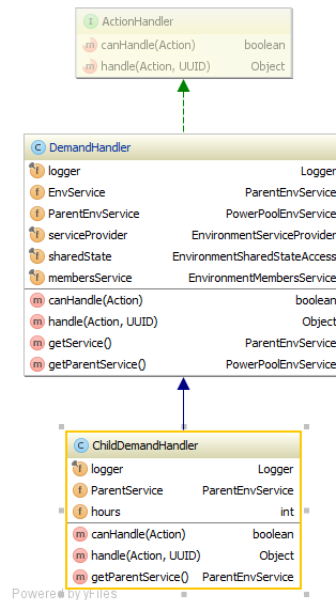 I ActionHandler
m canHandle(Action) boolean
m handle(Action, UUID) Object
C DemandHandler
f logger Logger
f EnvService ParentEnvService
f ParentEnvService PowerPoolEnvService
f serviceProvider EnvironmentServiceProvider
f sharedState EnvironmentSharedStateAccess
f membersService EnvironmentMembersService
m canHandle(Action) boolean
m handle(Action, UUID) Object
m getService() ParentEnvService
m getParentService() PowerPoolEnvService
C ChildDemandHandler
f logger Logger
f ParentService ParentEnvService
f hours int
m canHandle(Action) boolean
m handle(Action, UUID) Object
m getParentService() ParentEnvService
Powered by yFiles